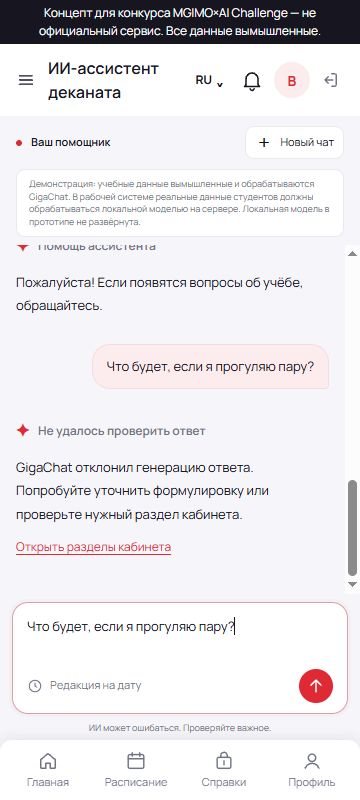 Концепт для конкурса MGIMO×AI Challenge — не
официальный сервис. Все данные вымышленные.
ИИ-ассистент
деканата
RU
В
Ваш помощник
+ Новый чат
Демонстрация: учебные данные вымышленные и обрабатываются
GigaChat. В рабочей системе реальные данные студентов должны
обрабатываться локальной моделью на сервере. Локальная модель в
прототипе не развёрнута.
Помощь ассистента
Пожалуйста! Если появятся вопросы об учёбе,
обращайтесь.
Что будет, если я прогуляю пару?
Не удалось проверить ответ
GigaChat отклонил генерацию ответа.
Попробуйте уточнить формулировку или
проверьте нужный раздел кабинета.
Открыть разделы кабинета
Что будет, если я прогуляю пару?
Редакция на дату
ИИ может ошибаться. Проверяйте важное.
Главная
Расписание
Справки
Профиль